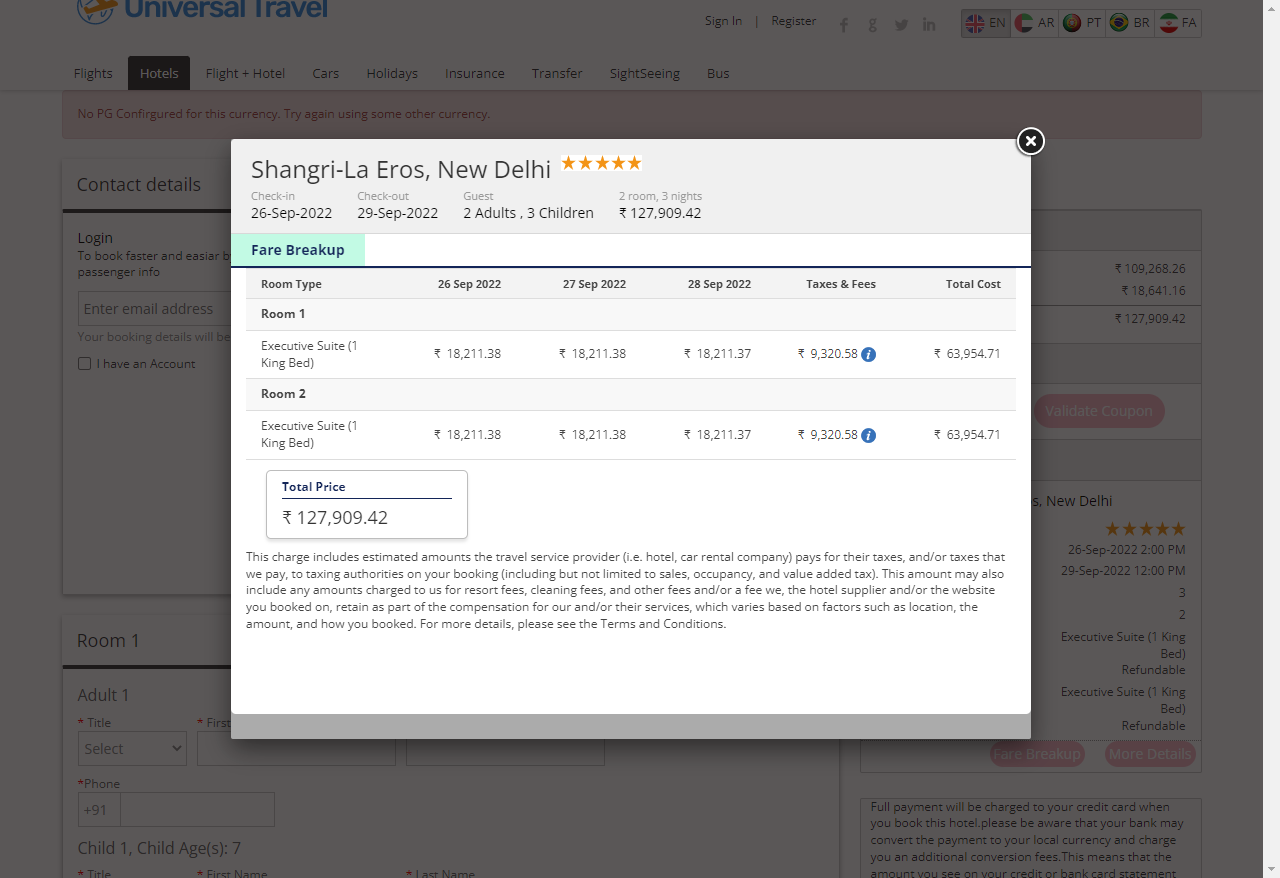 Universal Travel
Sign In | Register
EN AR PT BR FA
Flights Hotels Flight + Hotel Cars Holidays Insurance Transfer SightSeeing Bus
No PG Confirgured for this currency. Try again using some other currency.
Contact details
Login
To book faster and easiar b
passenger info
Enter email address
Your booking details will be
I have an Account
Shangri-La Eros, New Delhi
Check-in Check-out Guest 2 room, 3 nights
26-Sep-2022 29-Sep-2022 2 Adults , 3 Children ₹ 127,909.42
Fare Breakup
Room Type 26 Sep 2022 27 Sep 2022 28 Sep 2022 Taxes & Fees Total Cost
Room 1
Executive Suite (1
King Bed) ₹ 18,211.38 ₹ 18,211.38 ₹ 18,211.37 ₹ 9,320.58 i ₹ 63,954.71
Room 2
Executive Suite (1
King Bed) ₹ 18,211.38 ₹ 18,211.38 ₹ 18,211.37 ₹ 9,320.58 i ₹ 63,954.71
Total Price
₹ 127,909.42
This charge includes estimated amounts the travel service provider (i.e. hotel, car rental company) pays for their taxes, and/or taxes that
we pay, to taxing authorities on your booking (including but not limited to sales, occupancy, and value added tax). This amount may also
include any amounts charged to us for resort fees, cleaning fees, and other fees and/or a fee we, the hotel supplier and/or the website
you booked on, retain as part of the compensation for our and/or their services, which varies based on factors such as location, the
amount, and how you booked. For more details, please see the Terms and Conditions.
₹ 109,268.26
₹ 18,641.16
₹ 127,909.42
Validate Coupon
s, New Delhi
26-Sep-2022 2:00 PM
29-Sep-2022 12:00 PM
3
2
Executive Suite (1 King
Bed)
Refundable
Executive Suite (1 King
Bed)
Refundable
Fare Breakup More Details
Full payment will be charged to your credit card when
you book this hotel.please be aware that your bank may
convert the payment to your local currency and charge
you an additional conversion fees.This means that the
amount you see on your credit or bank card statement
Room 1
Adult 1
* Title * First
Select
*Phone
+91
Child 1, Child Age(s): 7
* Title * First Name * Last Name